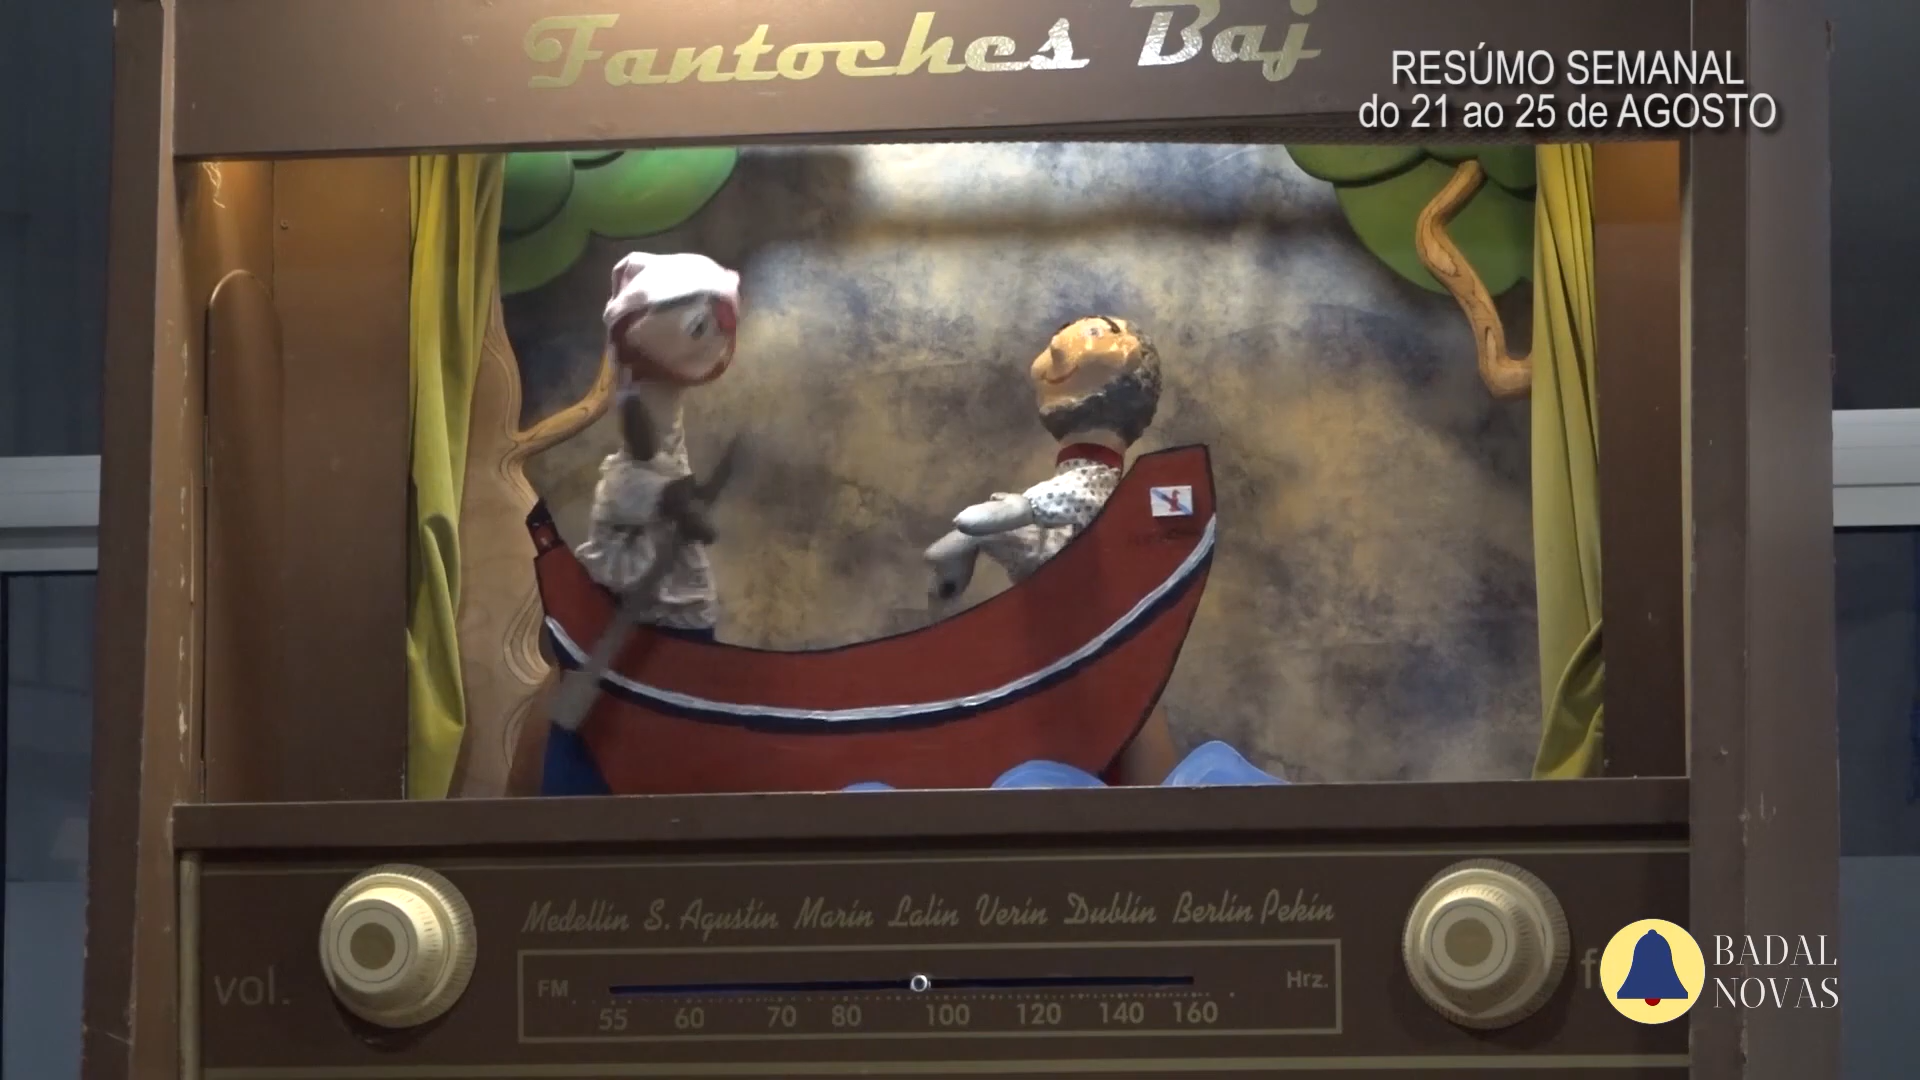 Fantoches Baj
RESÚMO SEMANAL
do 21 ao 25 de AGOSTO
Medellín S. Agustín Marín Lalín Verín Dublín Berlín Pekín
vol.
FM
Hrz.
55 60 70 80 100 120 140 160
BADAL
NOVAS